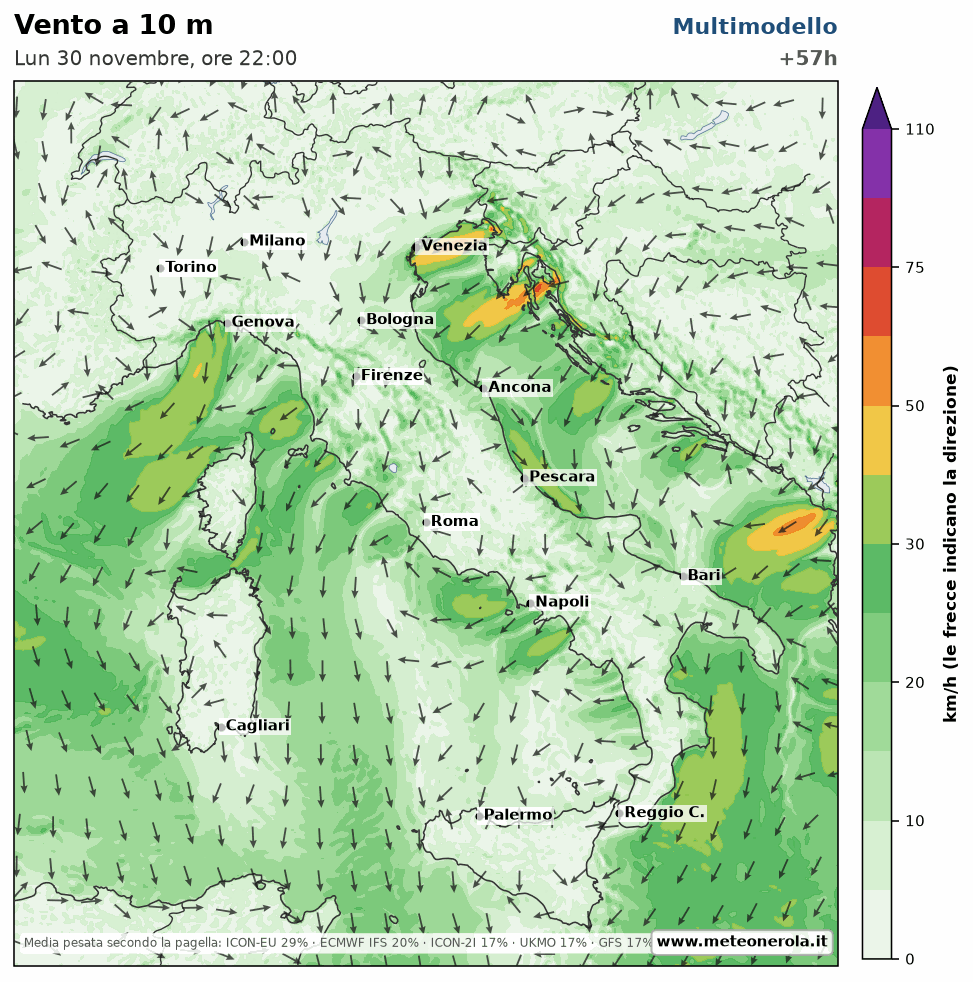 Vento a 10 m
Multimodello
Lun 30 novembre, ore 22:00
+57h
110
75
50
30
20
10
0
km/h (le frecce indicano la direzione)
Venezia
Milano
Torino
Genova
Bologna
Firenze
Ancona
Pescara
Roma
Bari
Napoli
Cagliari
Palermo
Reggio C.
Media pesata secondo la pagella: ICON-EU 29% · ECMWF IFS 20% · ICON-2I 17% · UKMO 17% · GFS 17%
www.meteonerola.it